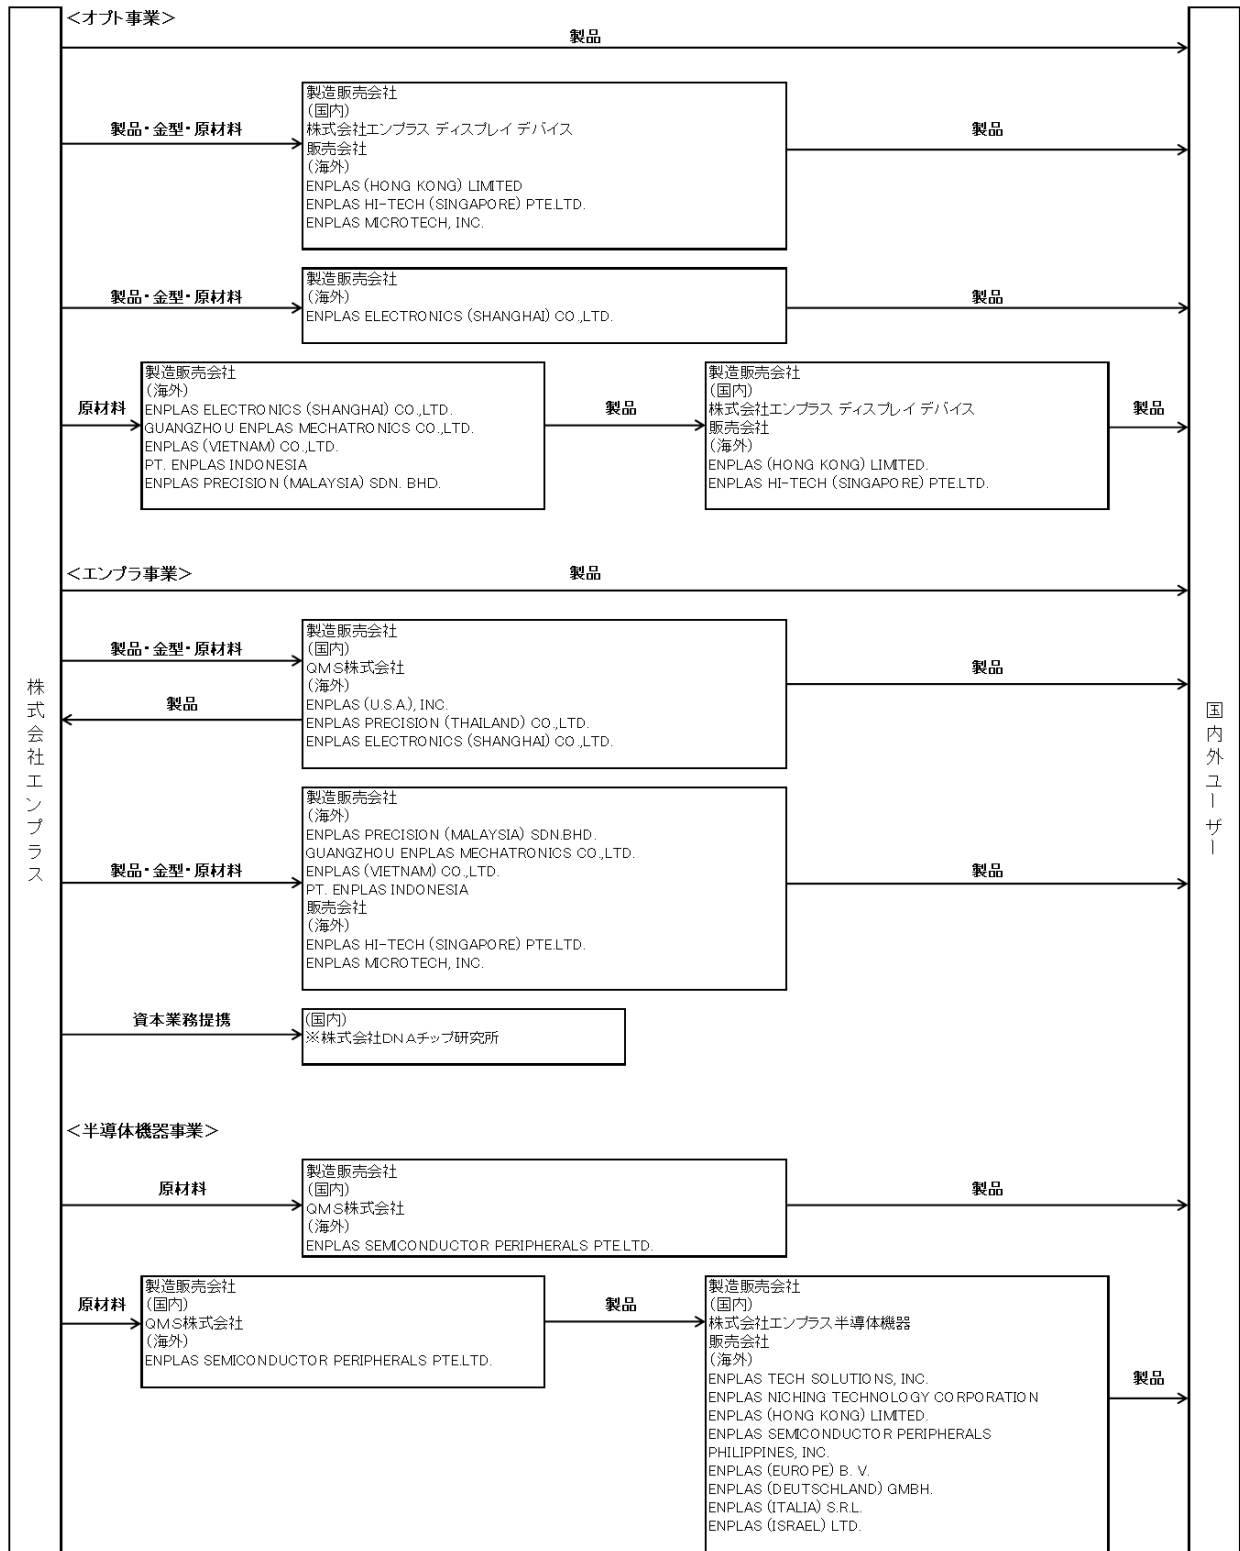 ＜オプト事業＞
製品
製品・金型・原材料
製造販売会社
(国内)
株式会社エンプラス ディスプレイ デバイス
販売会社
(海外)
ENPLAS (HONG KONG) LIMITED
ENPLAS HI-TECH (SINGAPORE) PTE.LTD.
ENPLAS MICROTECH, INC.
製品
製品・金型・原材料
製造販売会社
(海外)
ENPLAS ELECTRONICS (SHANGHAI) CO.,LTD.
製品
原材料
製造販売会社
(海外)
ENPLAS ELECTRONICS (SHANGHAI) CO.,LTD.
GUANGZHOU ENPLAS MECHATRONICS CO.,LTD.
ENPLAS (VIETNAM) CO.,LTD.
PT. ENPLAS INDONESIA
ENPLAS PRECISION (MALAYSIA) SDN. BHD.
製品
製造販売会社
(国内)
株式会社エンプラス ディスプレイ デバイス
販売会社
(海外)
ENPLAS (HONG KONG) LIMITED.
ENPLAS HI-TECH (SINGAPORE) PTE.LTD.
製品
＜エンプラ事業＞
製品
製品・金型・原材料
製品
製造販売会社
(国内)
QMS株式会社
(海外)
ENPLAS (U.S.A.), INC.
ENPLAS PRECISION (THAILAND) CO.,LTD.
ENPLAS ELECTRONICS (SHANGHAI) CO.,LTD.
製品
株式会社エンプラス
国内外ユーザー
製品・金型・原材料
製造販売会社
(海外)
ENPLAS PRECISION (MALAYSIA) SDN.BHD.
GUANGZHOU ENPLAS MECHATRONICS CO.,LTD.
ENPLAS (VIETNAM) CO.,LTD.
PT. ENPLAS INDONESIA
販売会社
(海外)
ENPLAS HI-TECH (SINGAPORE) PTE.LTD.
ENPLAS MICROTECH, INC.
製品
資本業務提携
(国内)
※株式会社DNAチップ研究所
＜半導体機器事業＞
原材料
製造販売会社
(国内)
QMS株式会社
(海外)
ENPLAS SEMICONDUCTOR PERIPHERALS PTE.LTD.
製品
原材料
製造販売会社
(国内)
QMS株式会社
(海外)
ENPLAS SEMICONDUCTOR PERIPHERALS PTE.LTD.
製品
製造販売会社
(国内)
株式会社エンプラス半導体機器
販売会社
(海外)
ENPLAS TECH SOLUTIONS, INC.
ENPLAS NICHING TECHNOLOGY CORPORATION
ENPLAS (HONG KONG) LIMITED.
ENPLAS SEMICONDUCTOR PERIPHERALS
PHILIPPINES, INC.
ENPLAS (EUROPE) B. V.
ENPLAS (DEUTSCHLAND) GMBH.
ENPLAS (ITALIA) S.R.L.
ENPLAS (ISRAEL) LTD.
製品